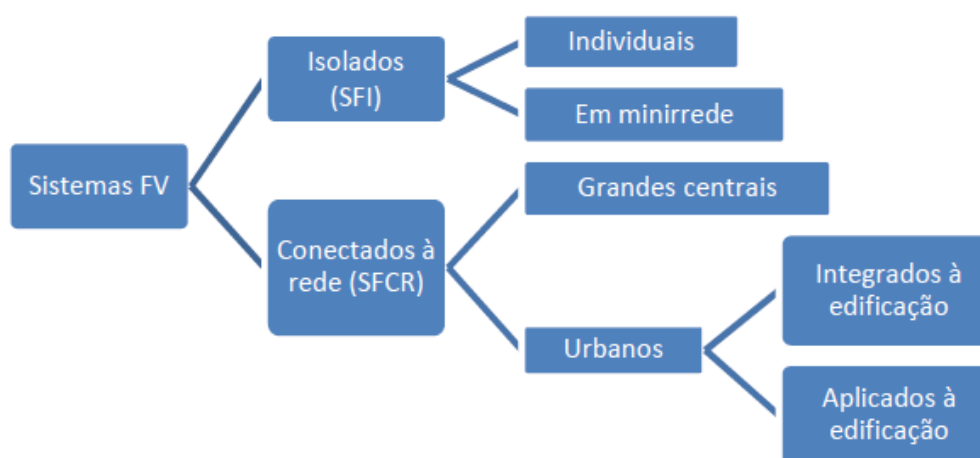 Sistemas FV
Isolados
(SFI)
Individuais
Em minirrede
Conectados à
rede (SFCR)
Grandes centrais
Urbanos
Integrados à
edificação
Aplicados à
edificação